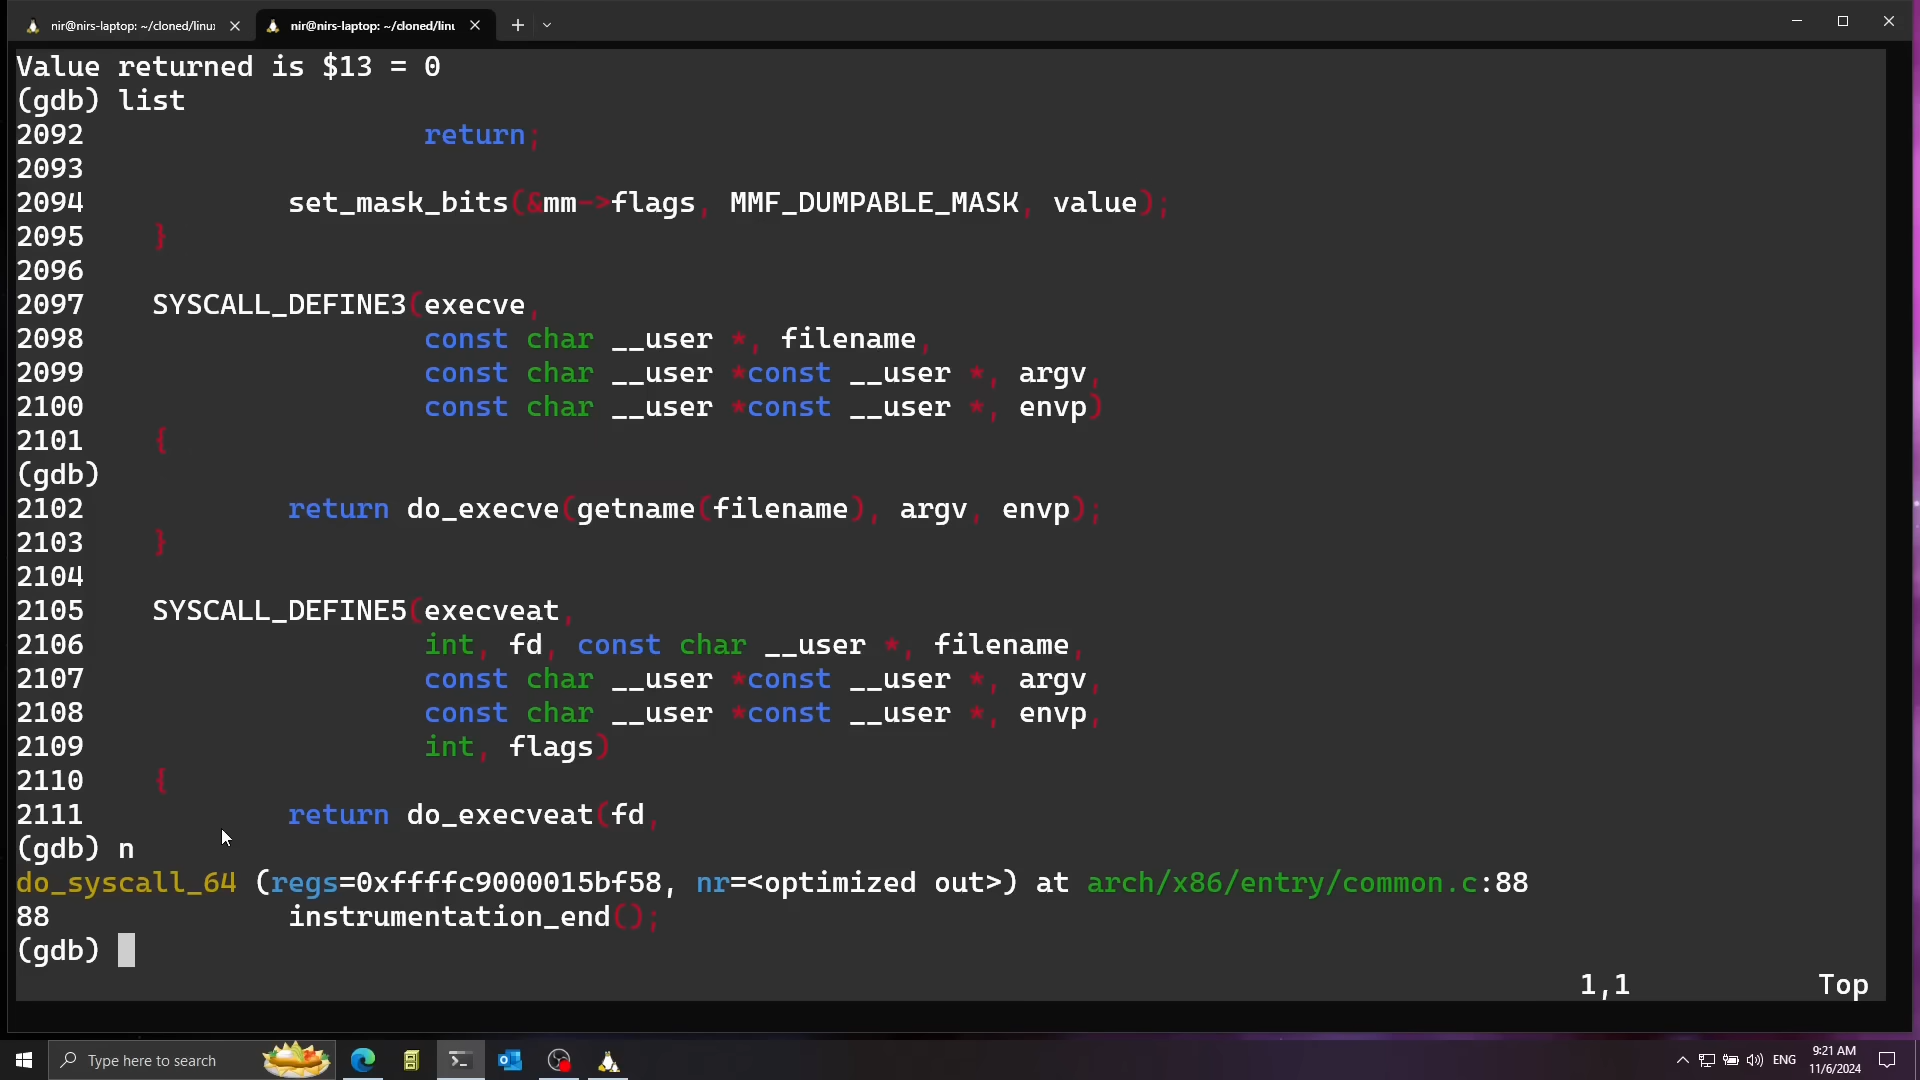 nir@nirs-laptop: ~/cloned/linux
nir@nirs-laptop: ~/cloned/linu
Value returned is $13 = 0
(gdb) list
2092                    return;
2093
2094            set_mask_bits(&mm->flags, MMF_DUMPABLE_MASK, value);
2095    }
2096
2097    SYSCALL_DEFINE3(execve,
2098                    const char __user *, filename,
2099                    const char __user *const __user *, argv,
2100                    const char __user *const __user *, envp)
2101    {
(gdb)
2102            return do_execve(getname(filename), argv, envp);
2103    }
2104
2105    SYSCALL_DEFINE5(execveat,
2106                    int, fd, const char __user *, filename,
2107                    const char __user *const __user *, argv,
2108                    const char __user *const __user *, envp,
2109                    int, flags)
2110    {
2111            return do_execveat(fd,
(gdb) n
do_syscall_64 (regs=0xffffc9000015bf58, nr=<optimized out>) at arch/x86/entry/common.c:88
88              instrumentation_end();
(gdb)
1,1 Top
Type here to search
ENG
9:21 AM
11/6/2024